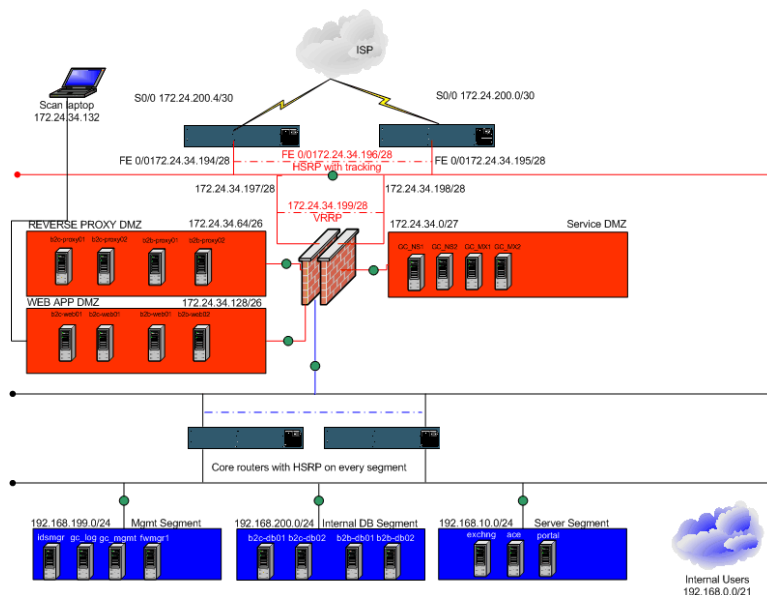 ISP
Scan laptop
172.24.34.132
S0/0 172.24.200.4/30
S0/0 172.24.200.0/30
FE 0/0172.24.34.194/28
FE 0/0172.24.34.196/28
HSRP with tracking
FE 0/0172.24.34.195/28
172.24.34.197/28
172.24.34.198/28
172.24.34.199/28
VRRP
REVERSE PROXY DMZ
172.24.34.64/26
b2c-proxy01
b2c-proxy02
b2b-proxy01
b2b-proxy02
172.24.34.0/27
Service DMZ
GC_NS1
GC_NS2
GC_MX1
GC_MX2
WEB APP DMZ
172.24.34.128/26
b2c-web01
b2c-web01
b2b-web01
b2b-web02
Core routers with HSRP on every segment
192.168.199.0/24
Mgmt Segment
idsmgr
gc_log
gc_mgmt
fwmgr1
192.168.200.0/24
Internal DB Segment
b2c-db01
b2c-db02
b2b-db01
b2b-db02
192.168.10.0/24
Server Segment
exchng
ace
portal
Internal Users
192.168.0.0/21